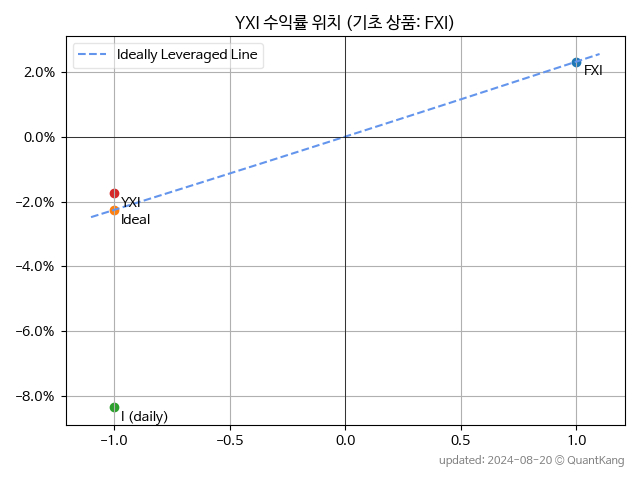 YXI 수익률 위치 (기초 상품: FXI)
Ideally Leveraged Line
2.0%
0.0%
-2.0%
-4.0%
-6.0%
-8.0%
FXI
YXI
Ideal
I (daily)
-1.0
-0.5
0.0
0.5
1.0
updated: 2024-08-20 © QuantKang